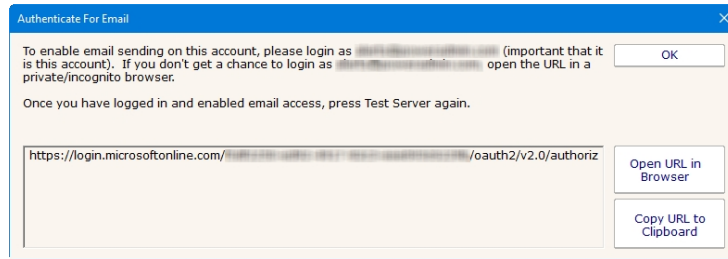 Authenticate For Email
To enable email sending on this account, please login as (important that it
is this account). If you don't get a chance to login as open the URL in a
private/incognito browser.
Once you have logged in and enabled email access, press Test Server again.
OK
https://login.microsoftonline.com/ /oauth2/v2.0/authoriz
Open URL in
Browser
Copy URL to
Clipboard